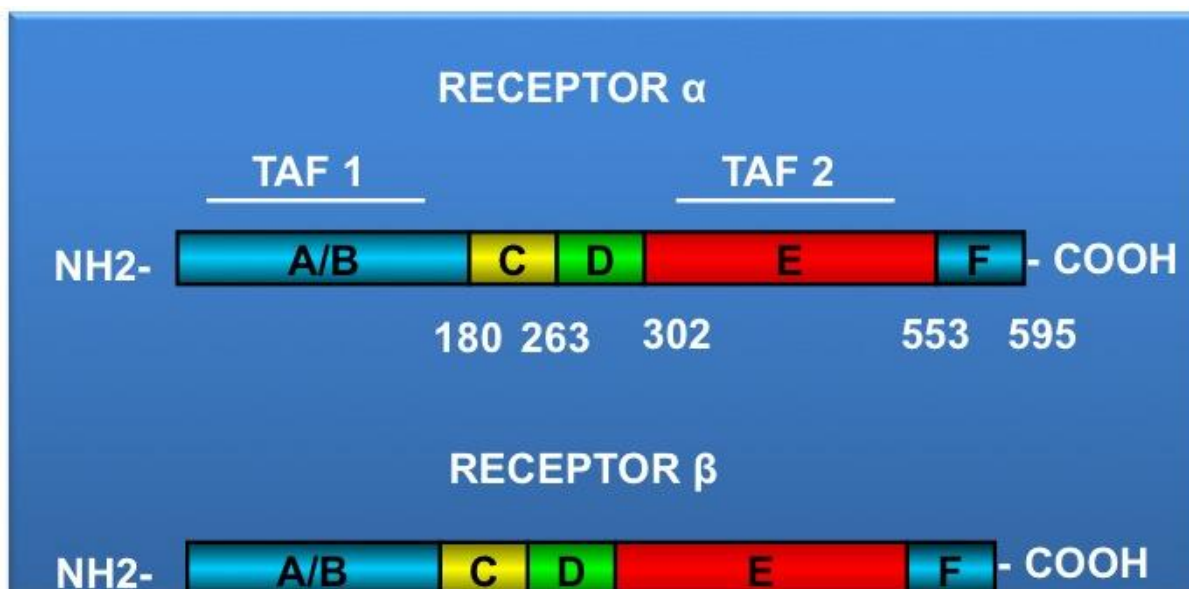 RECEPTOR α
TAF 1 TAF 2
NH2- A/B C D E F - COOH
180 263 302 553 595
RECEPTOR β
NH2- A/B C D E F - COOH